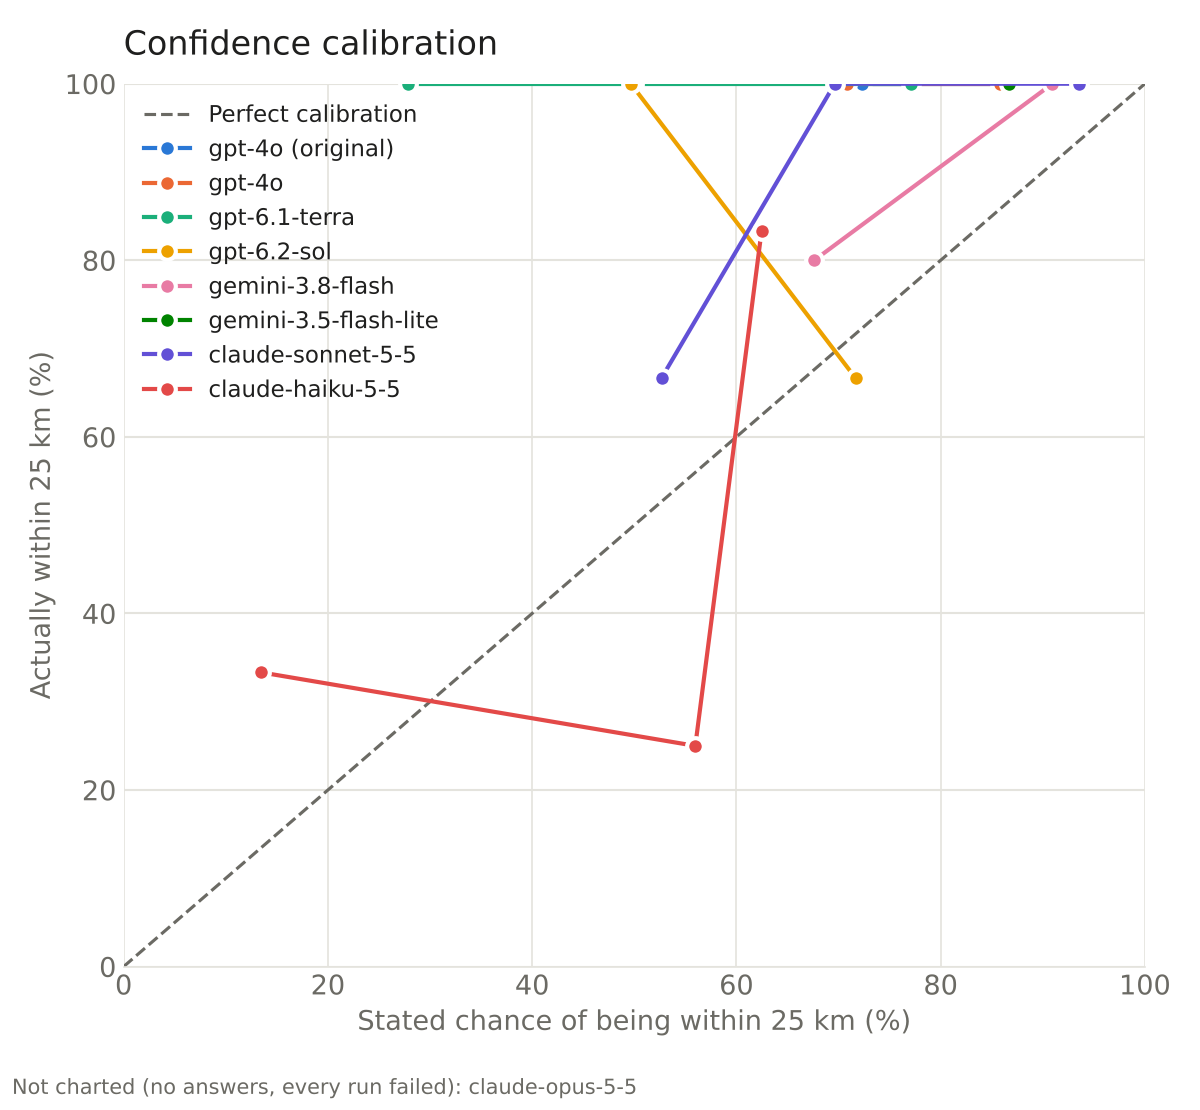 Confidence calibration
100
80
60
40
20
0
Actually within 25 km (%)
Perfect calibration
gpt-4o (original)
gpt-4o
gpt-6.1-terra
gpt-6.2-sol
gemini-3.8-flash
gemini-3.5-flash-lite
claude-sonnet-5-5
claude-haiku-5-5
0 20 40 60 80 100
Stated chance of being within 25 km (%)
Not charted (no answers, every run failed): claude-opus-5-5